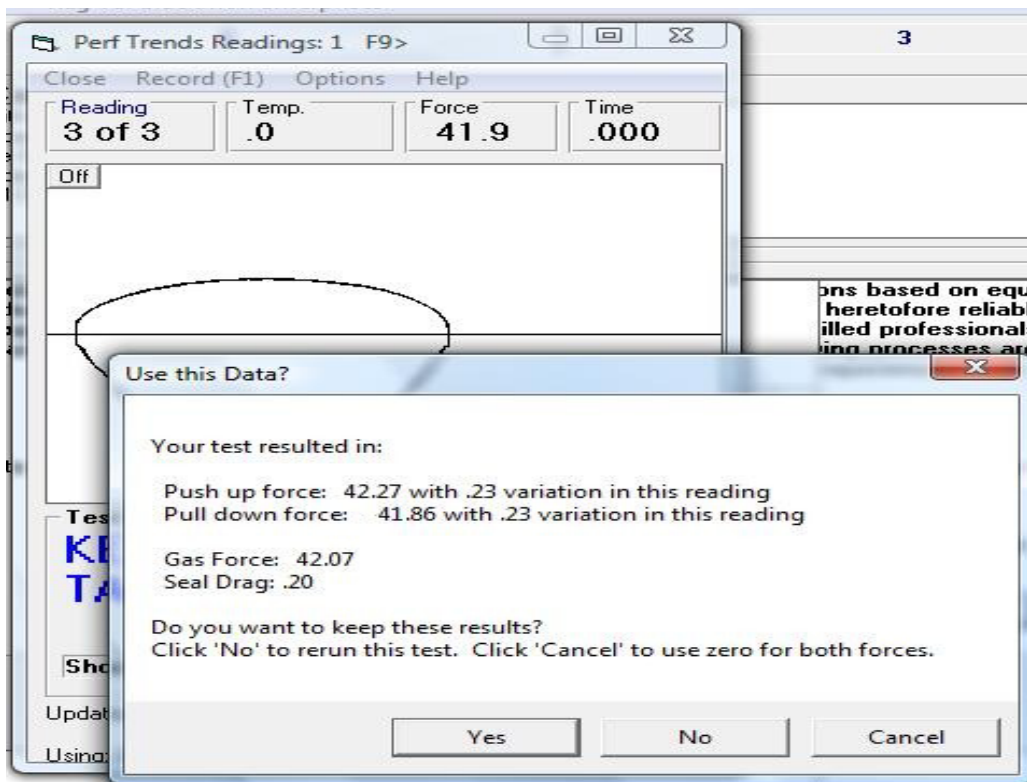 Perf Trends Readings: 1 F9>
3
Close Record (F1) Options Help
Reading Temp. Force Time
3 of 3 .0 41.9 .000
Off
based on
heretofore
professional
processes
Use this Data?
Your test resulted in:
Push up force: 42.27 with .23 variation in this reading
Pull down force: 41.86 with .23 variation in this reading
Gas Force: 42.07
Seal Drag: .20
Do you want to keep these results?
Click 'No' to rerun this test. Click 'Cancel' to use zero for both forces.
Yes No Cancel
Using: